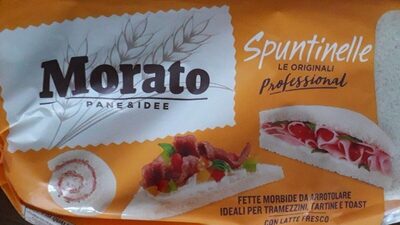 Morato
PANE & IDEE
Spuntinelle
LE ORIGINALI
Professional
FETTE MORBIDE DA ARROTOLARE
IDEALI PER TRAMEZZINI, TARTINE E TOAST
CON LATTE FRESCO